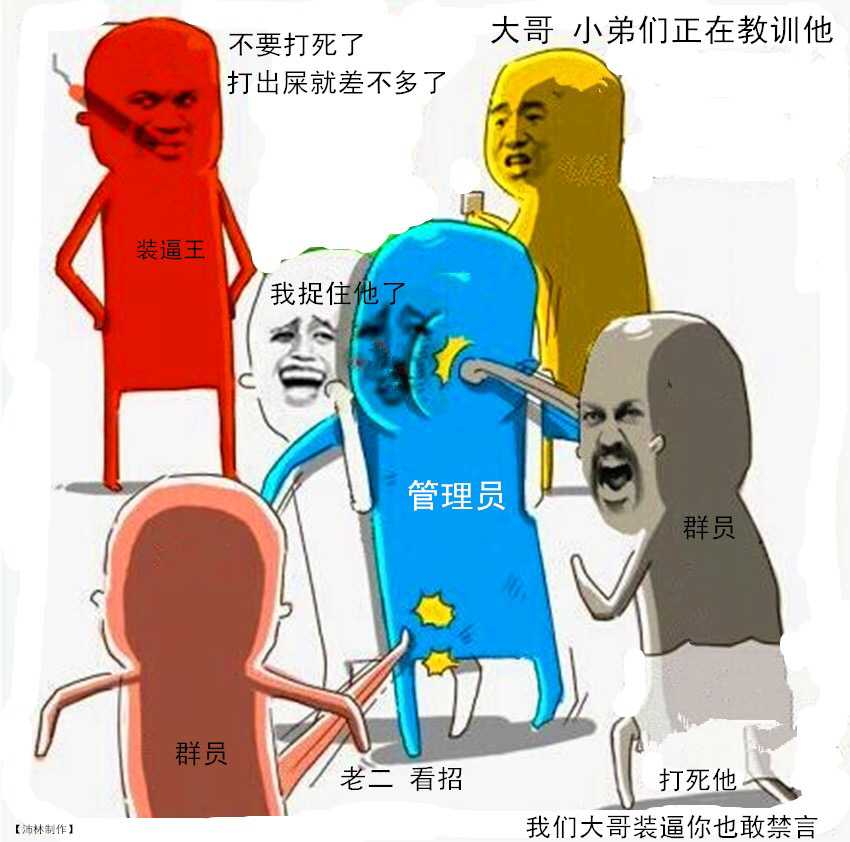 大哥 小弟们正在教训他
不要打死了
打出屎就差不多了
装逼王
我捉住他了
管理员
群员
群员
老二 看招
打死他
我们大哥装逼你也敢禁言
【沛林制作】